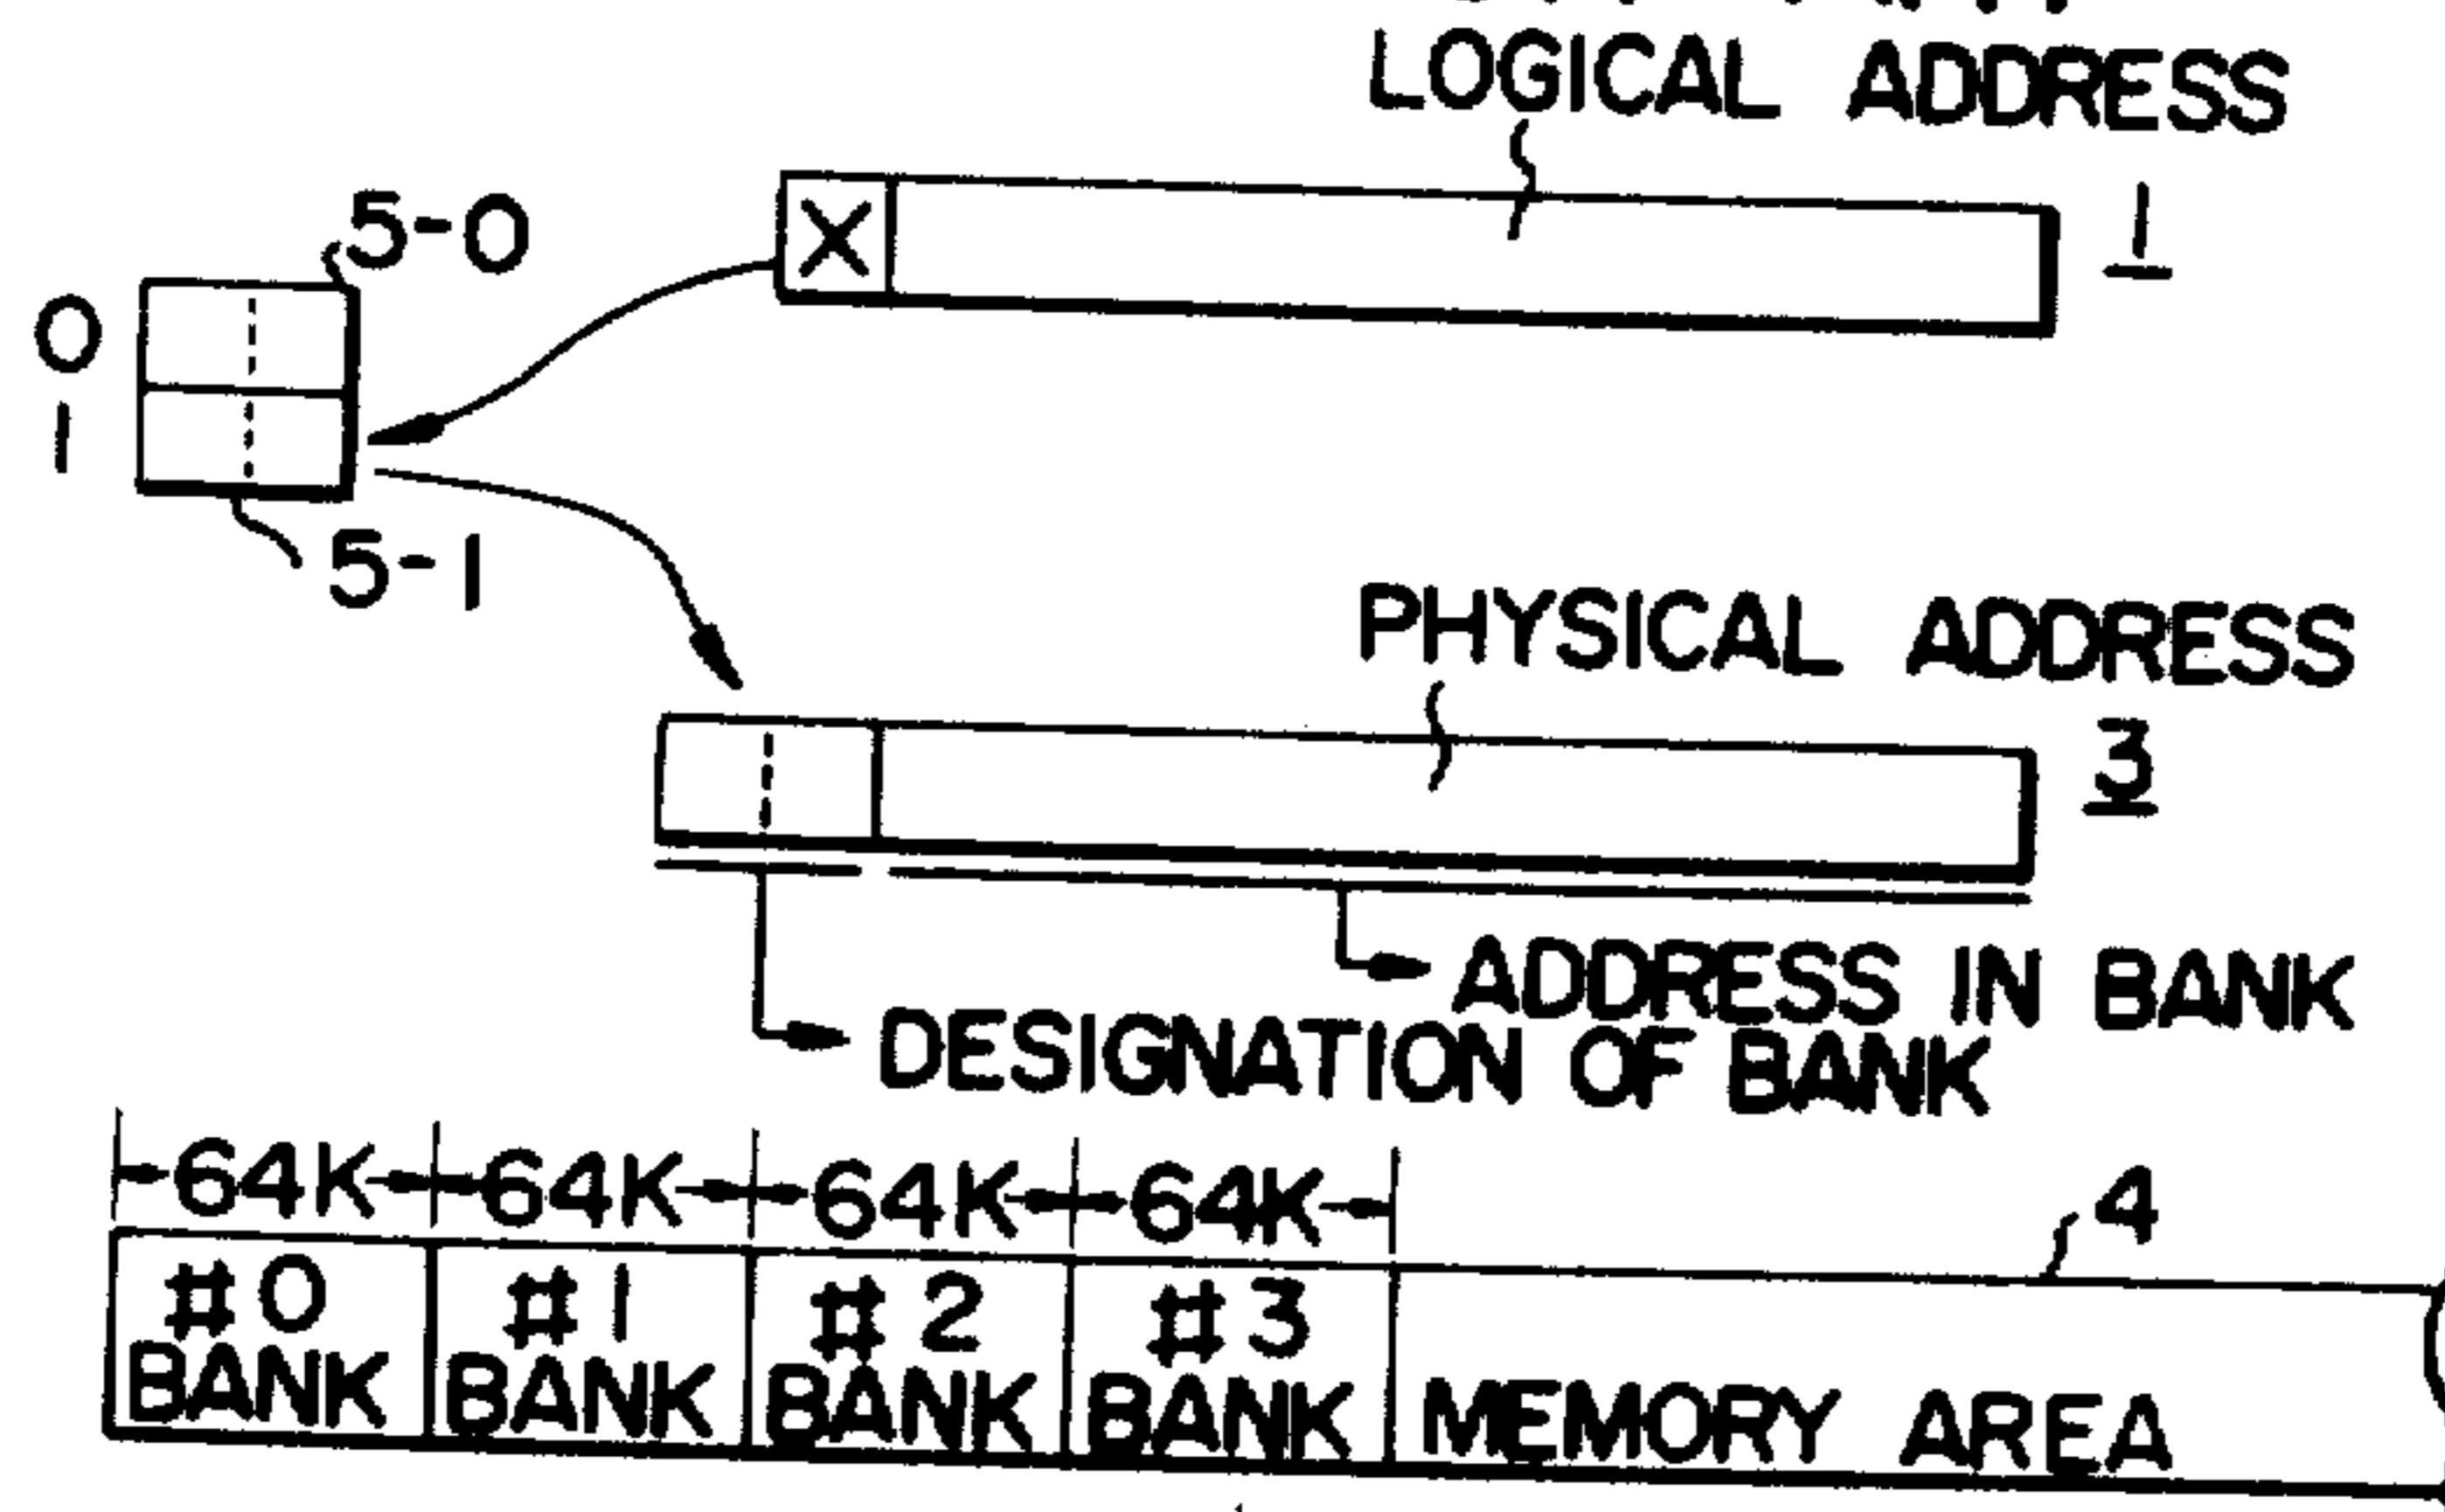 LOGICAL ADDRESS
1
X
5-0
0
1
5-1
PHYSICAL ADDRESS
3
ADDRESS IN BANK
DESIGNATION OF BANK
64K 64K 64K 64K
4
#0 #1 #2 #3
BANK BANK BANK BANK MEMORY AREA